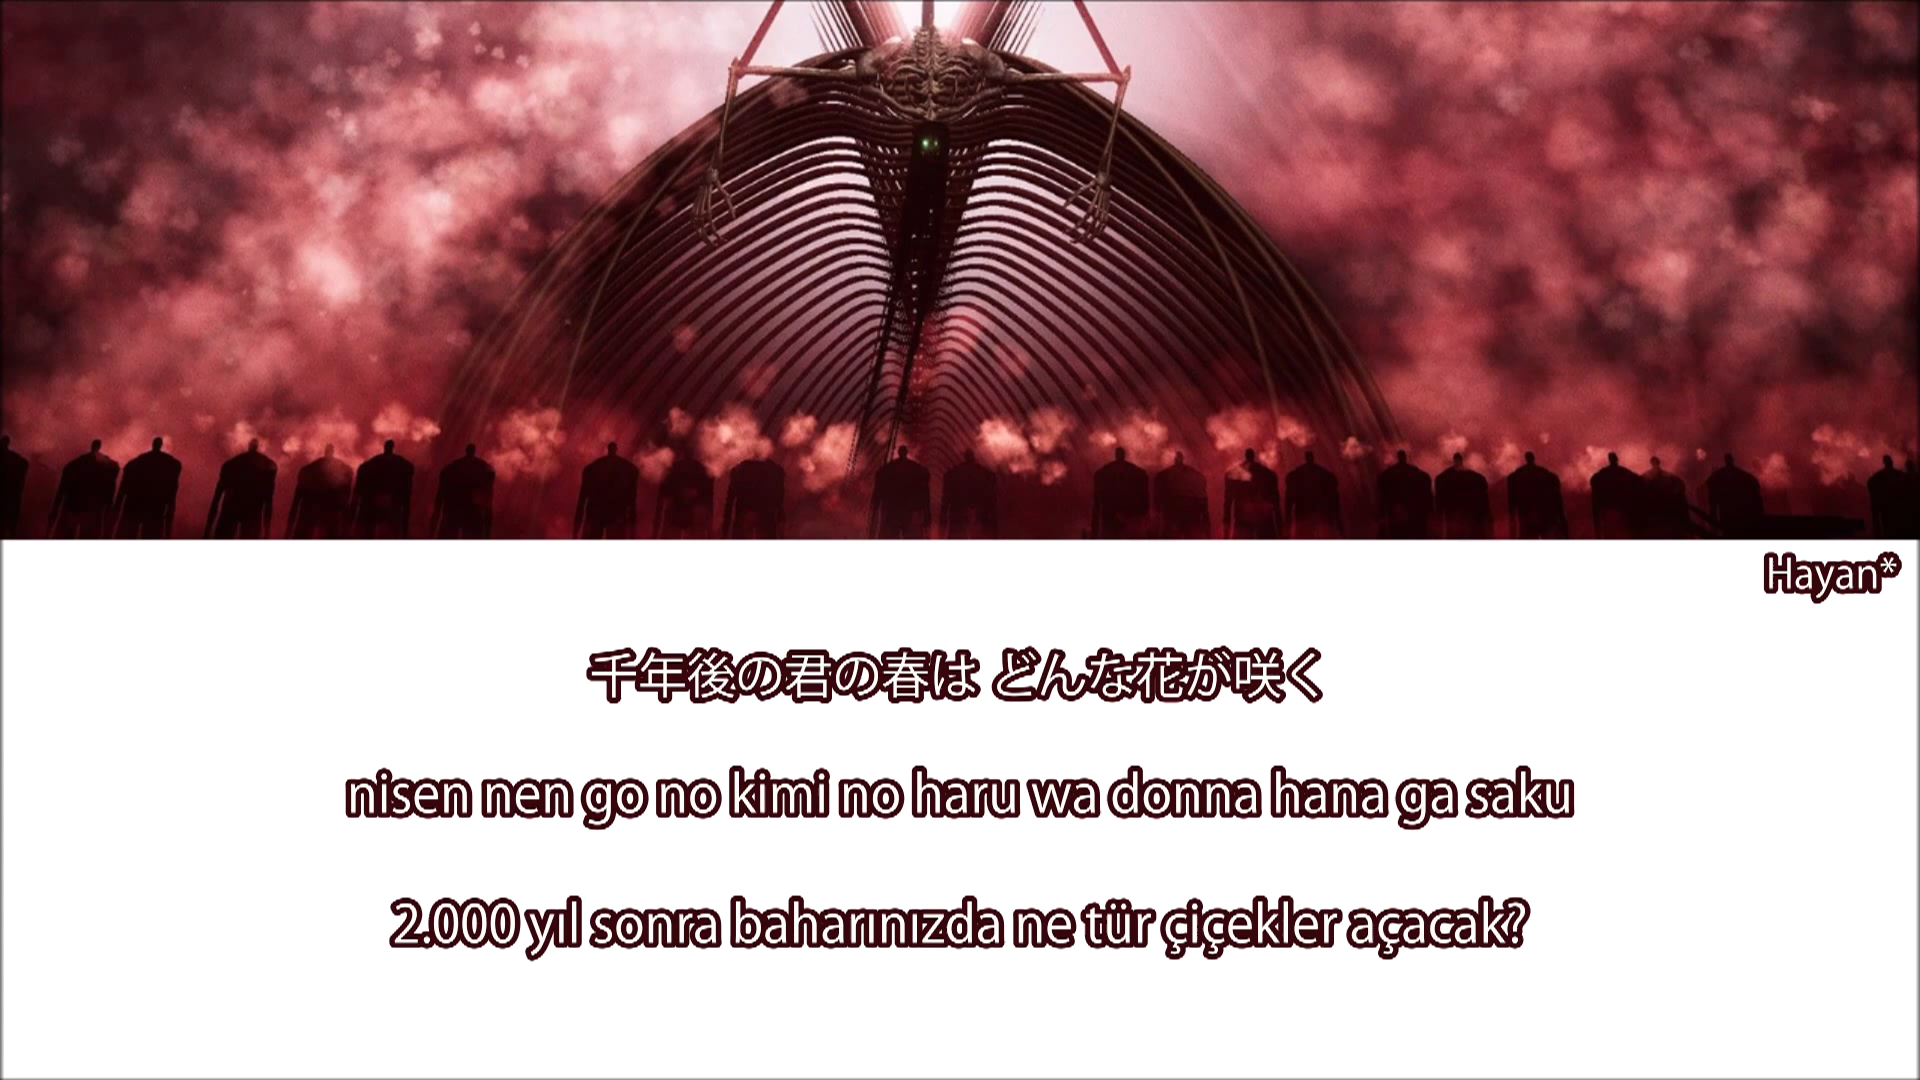 Hayan*
千年後の君の春は どんな花が咲く
nisen nen go no kimi no haru wa donna hana ga saku
2.000 yıl sonra baharınızda ne tür çiçekler açacak?